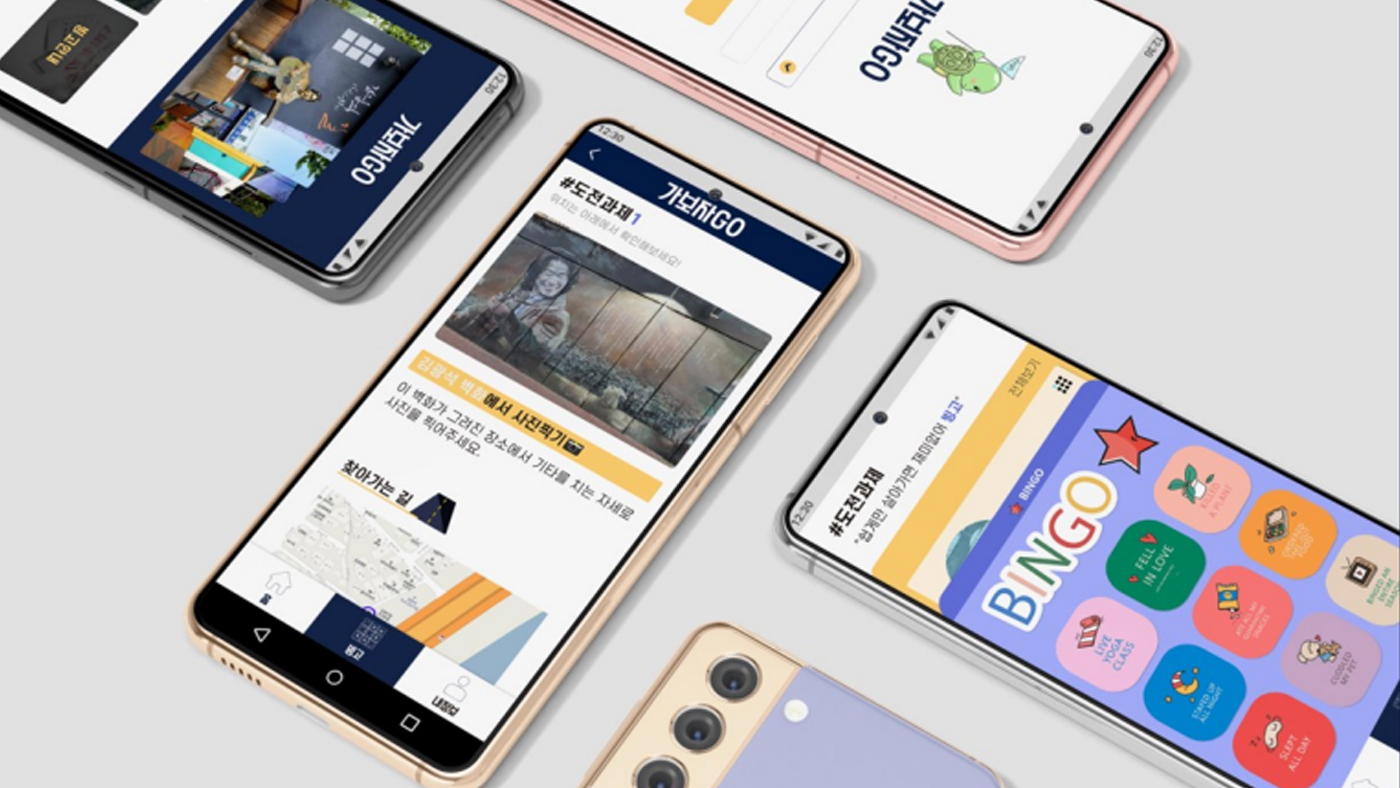 가보자GO
12:30
가보자GO
12:30
12:30
가보자GO
#도전과제1
위치는 아래에서 확인해보세요!
김광석 벽화에서 사진찍기
이 벽화가 그려진 장소에서 기타를 치는 자세로
사진을 찍어주세요.
찾아가는 길
홈
빙고
내정보
12:30
#도전과제
"쉽게만 살아가면 재미없어 빙고"
전체보기
BINGO
BINGO
KILLED
A PLANT
FELL
IN LOVE
LIVE
YOGA
CLASS
STAYED UP
ALL NIGHT
CUDDLED
MY PET
SLEPT
ALL DAY